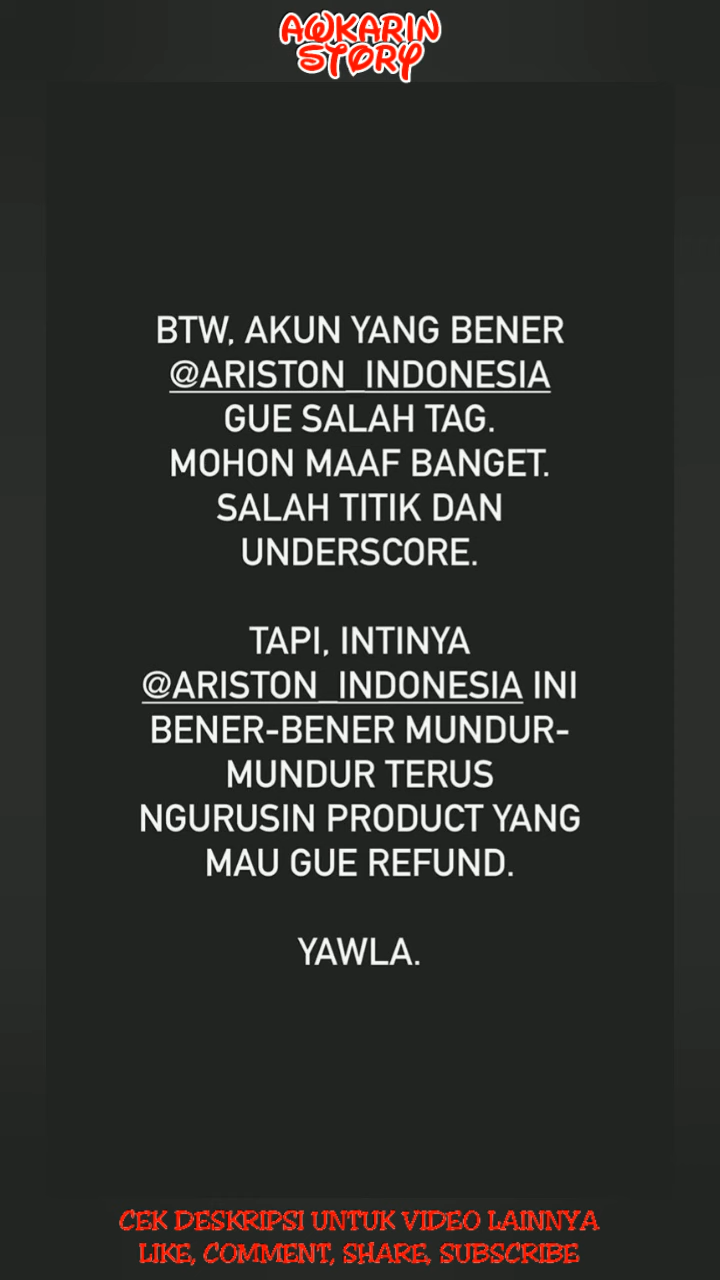 AWKARIN
STORY
BTW, AKUN YANG BENER
@ARISTON_INDONESIA
GUE SALAH TAG.
MOHON MAAF BANGET.
SALAH TITIK DAN
UNDERSCORE.
TAPI, INTINYA
@ARISTON_INDONESIA INI
BENER-BENER MUNDUR-
MUNDUR TERUS
NGURUSIN PRODUCT YANG
MAU GUE REFUND.
YAWLA.
CEK DESKRIPSI UNTUK VIDEO LAINNYA
LIKE, COMMENT, SHARE, SUBSCRIBE